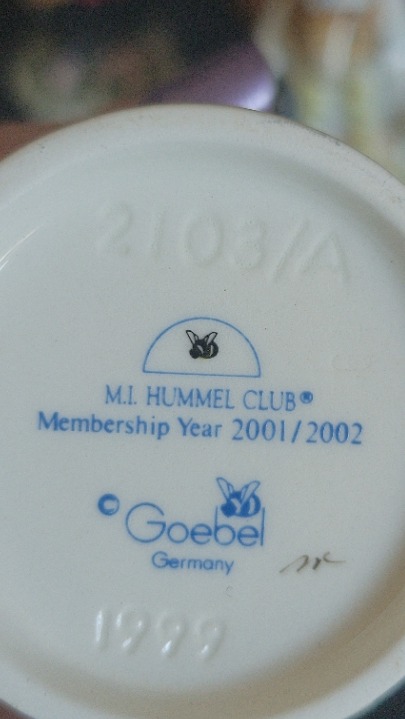 2103/A
M.I. HUMMEL CLUB®
Membership Year 2001/2002
© Goebel
Germany
1999